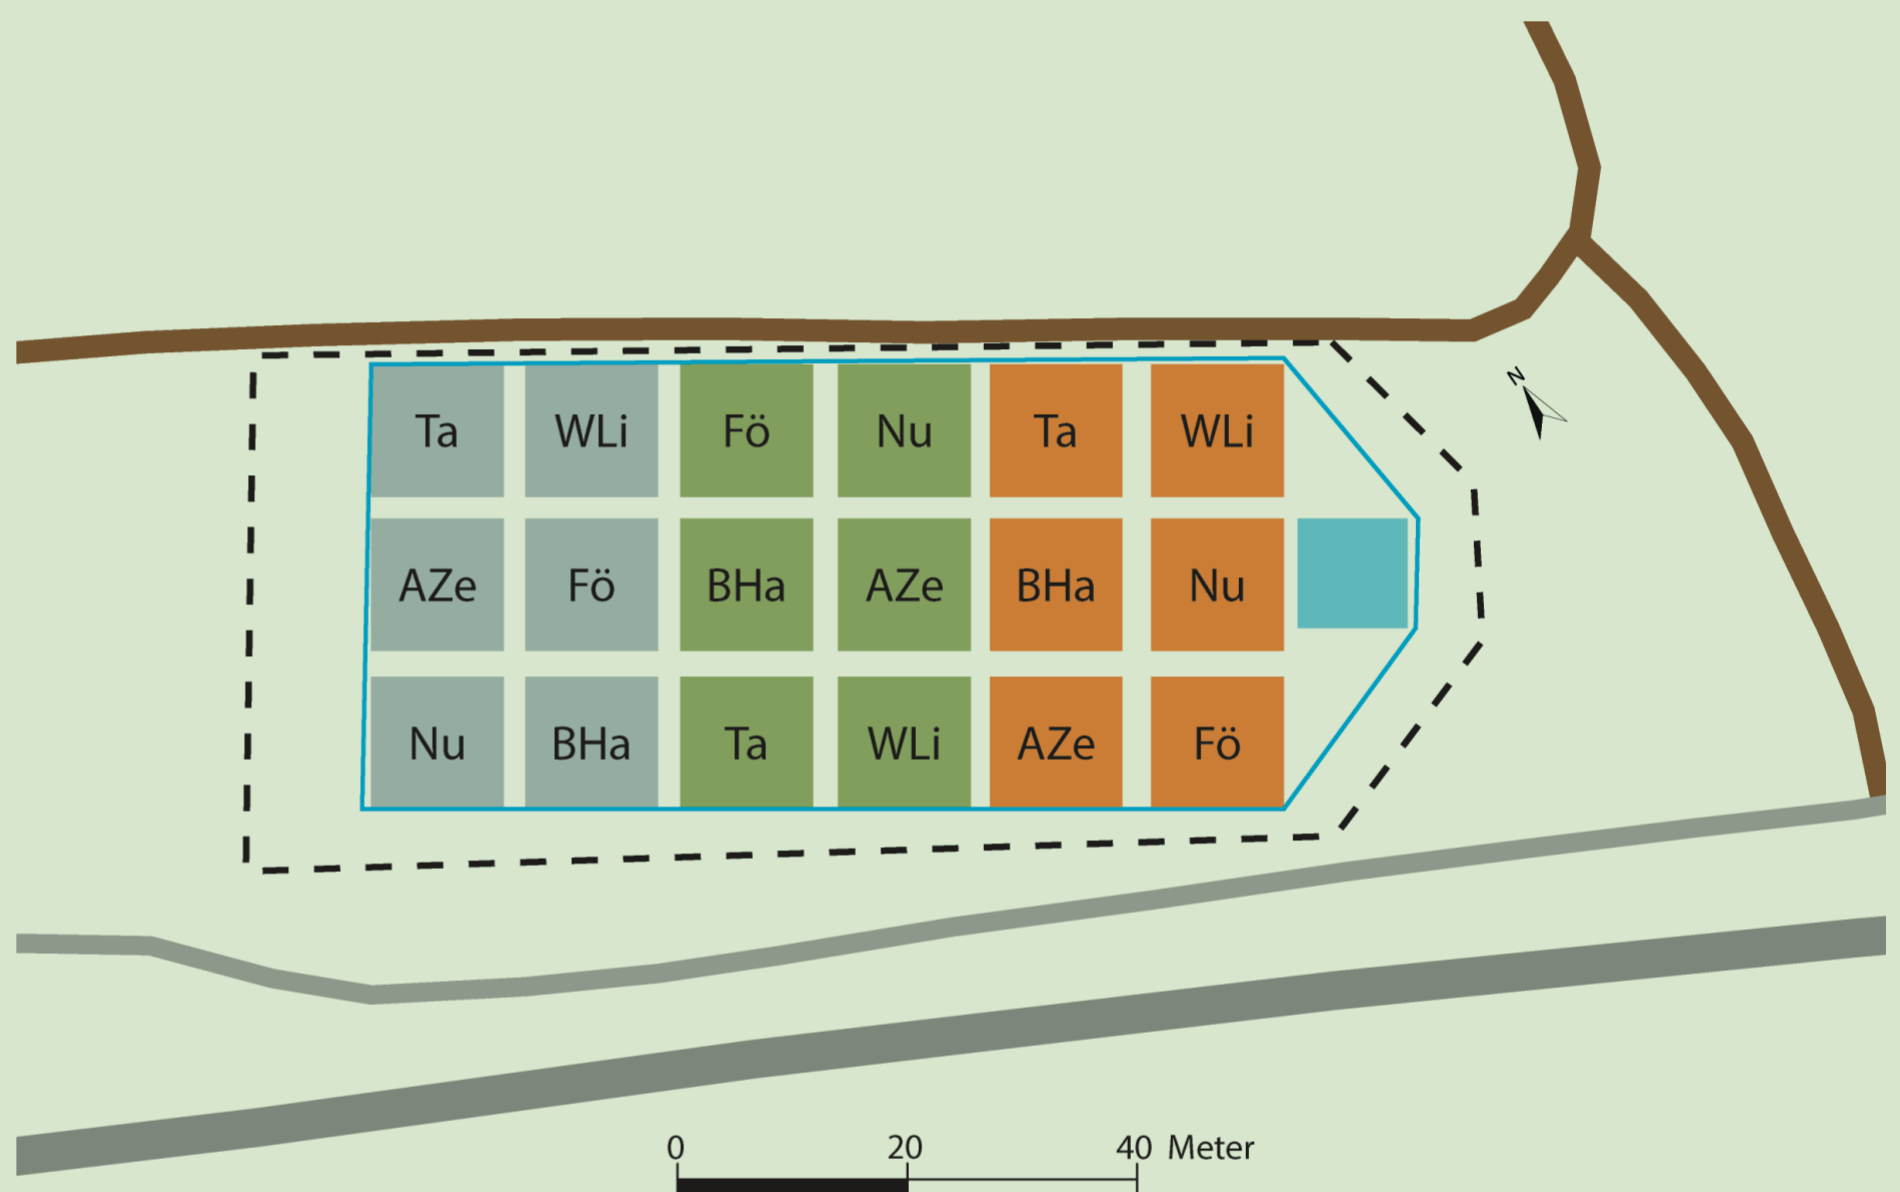 N
Ta WLi Fö Nu Ta WLi
AZe Fö BHa AZe BHa Nu
Nu BHa Ta WLi AZe Fö
0 20 40 Meter